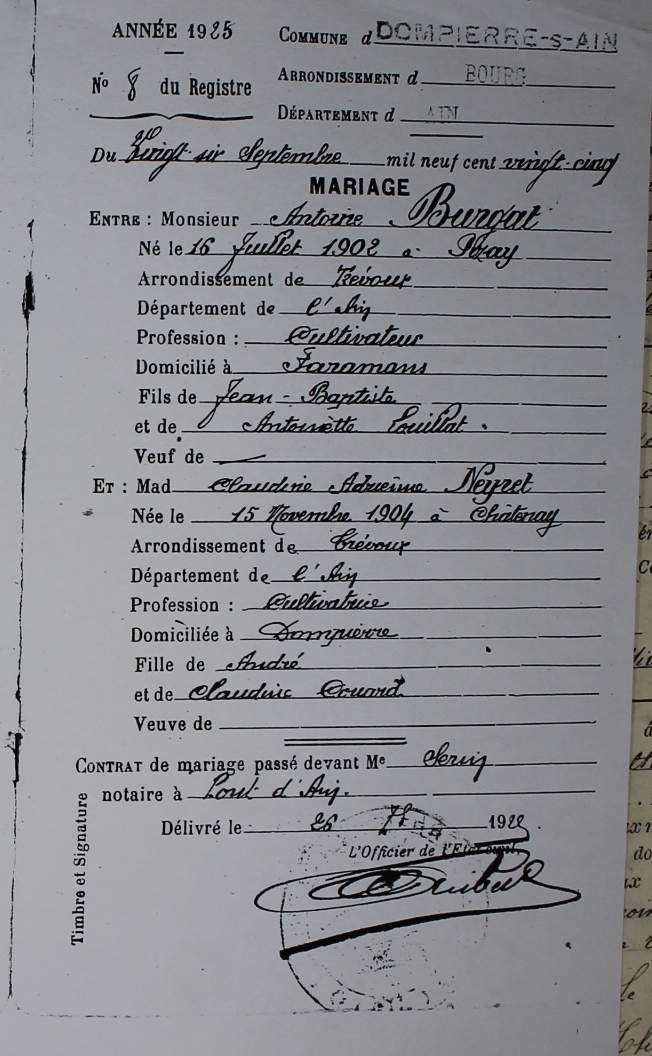 ANNÉE 1925
COMMUNE d DOMPIERRE-s-AIN
No 8 du Registre
ARRONDISSEMENT d BOURG
DÉPARTEMENT d AIN
Du Vingt-six Septembre mil neuf cent vingt-cinq
MARIAGE
ENTRE : Monsieur Antoine Burgat
Né le 16 Juillet 1902 à Rizay
Arrondissement de Trévoux
Département de l'Ain
Profession : Cultivateur
Domicilié à Faramans
Fils de Jean-Baptiste
et de Antoinette
Veuf de
ET : Mad Claudine Adrienne Neyret
Née le 15 Novembre 1904 à Châtenay
Arrondissement de Trévoux
Département de l'Ain
Profession : Cultivatrice
Domiciliée à Dompierre
Fille de André
et de Claudine
Veuve de
CONTRAT de mariage passé devant Me
notaire à Pont d'Ain.
Délivré le 26 7bre 1925
L'Officier de l'Etat civil,
Timbre et Signature